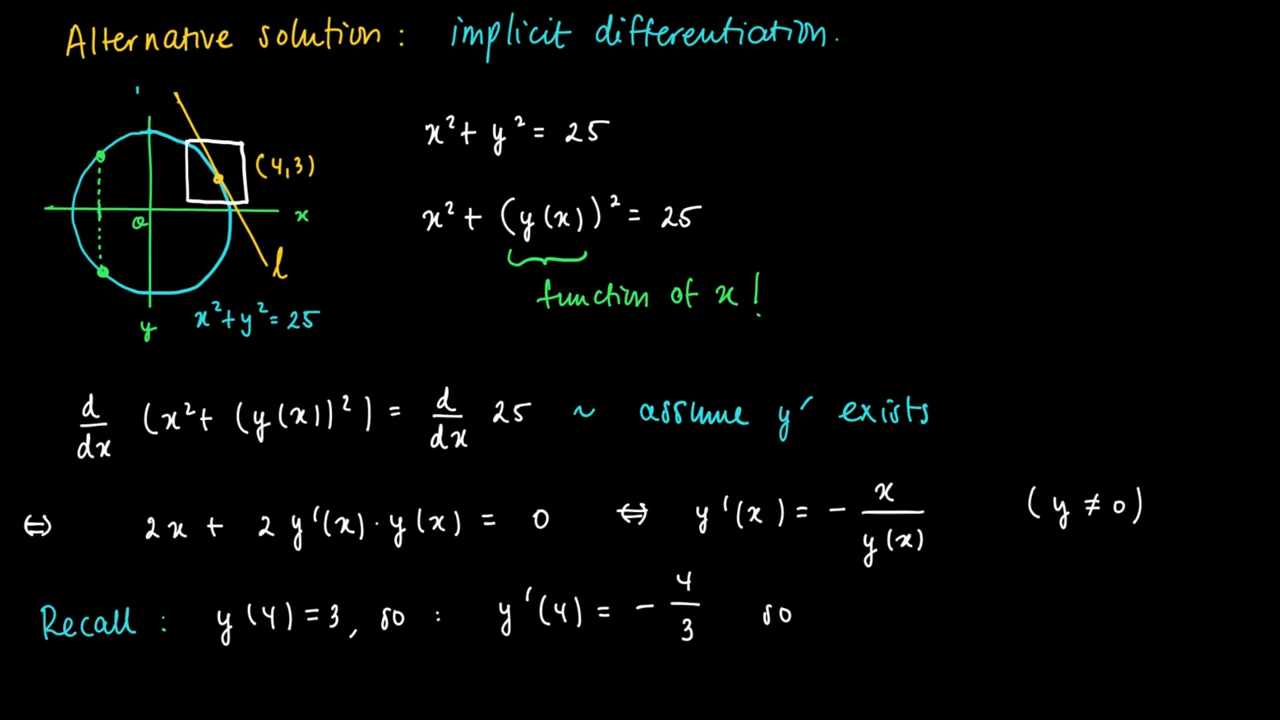 Alternative solution: implicit differentiation.
(4,3)
x
0
l
x² + y² = 25
y
x² + y² = 25
x² + (y(x))² = 25
function of x!
d/dx (x² + (y(x))²) = d/dx 25 ~ assume y' exists
⇔ 2x + 2y'(x)·y(x) = 0 ⇔ y'(x) = - x/y(x) (y ≠ 0)
Recall: y(4) = 3, so: y'(4) = - 4/3 so